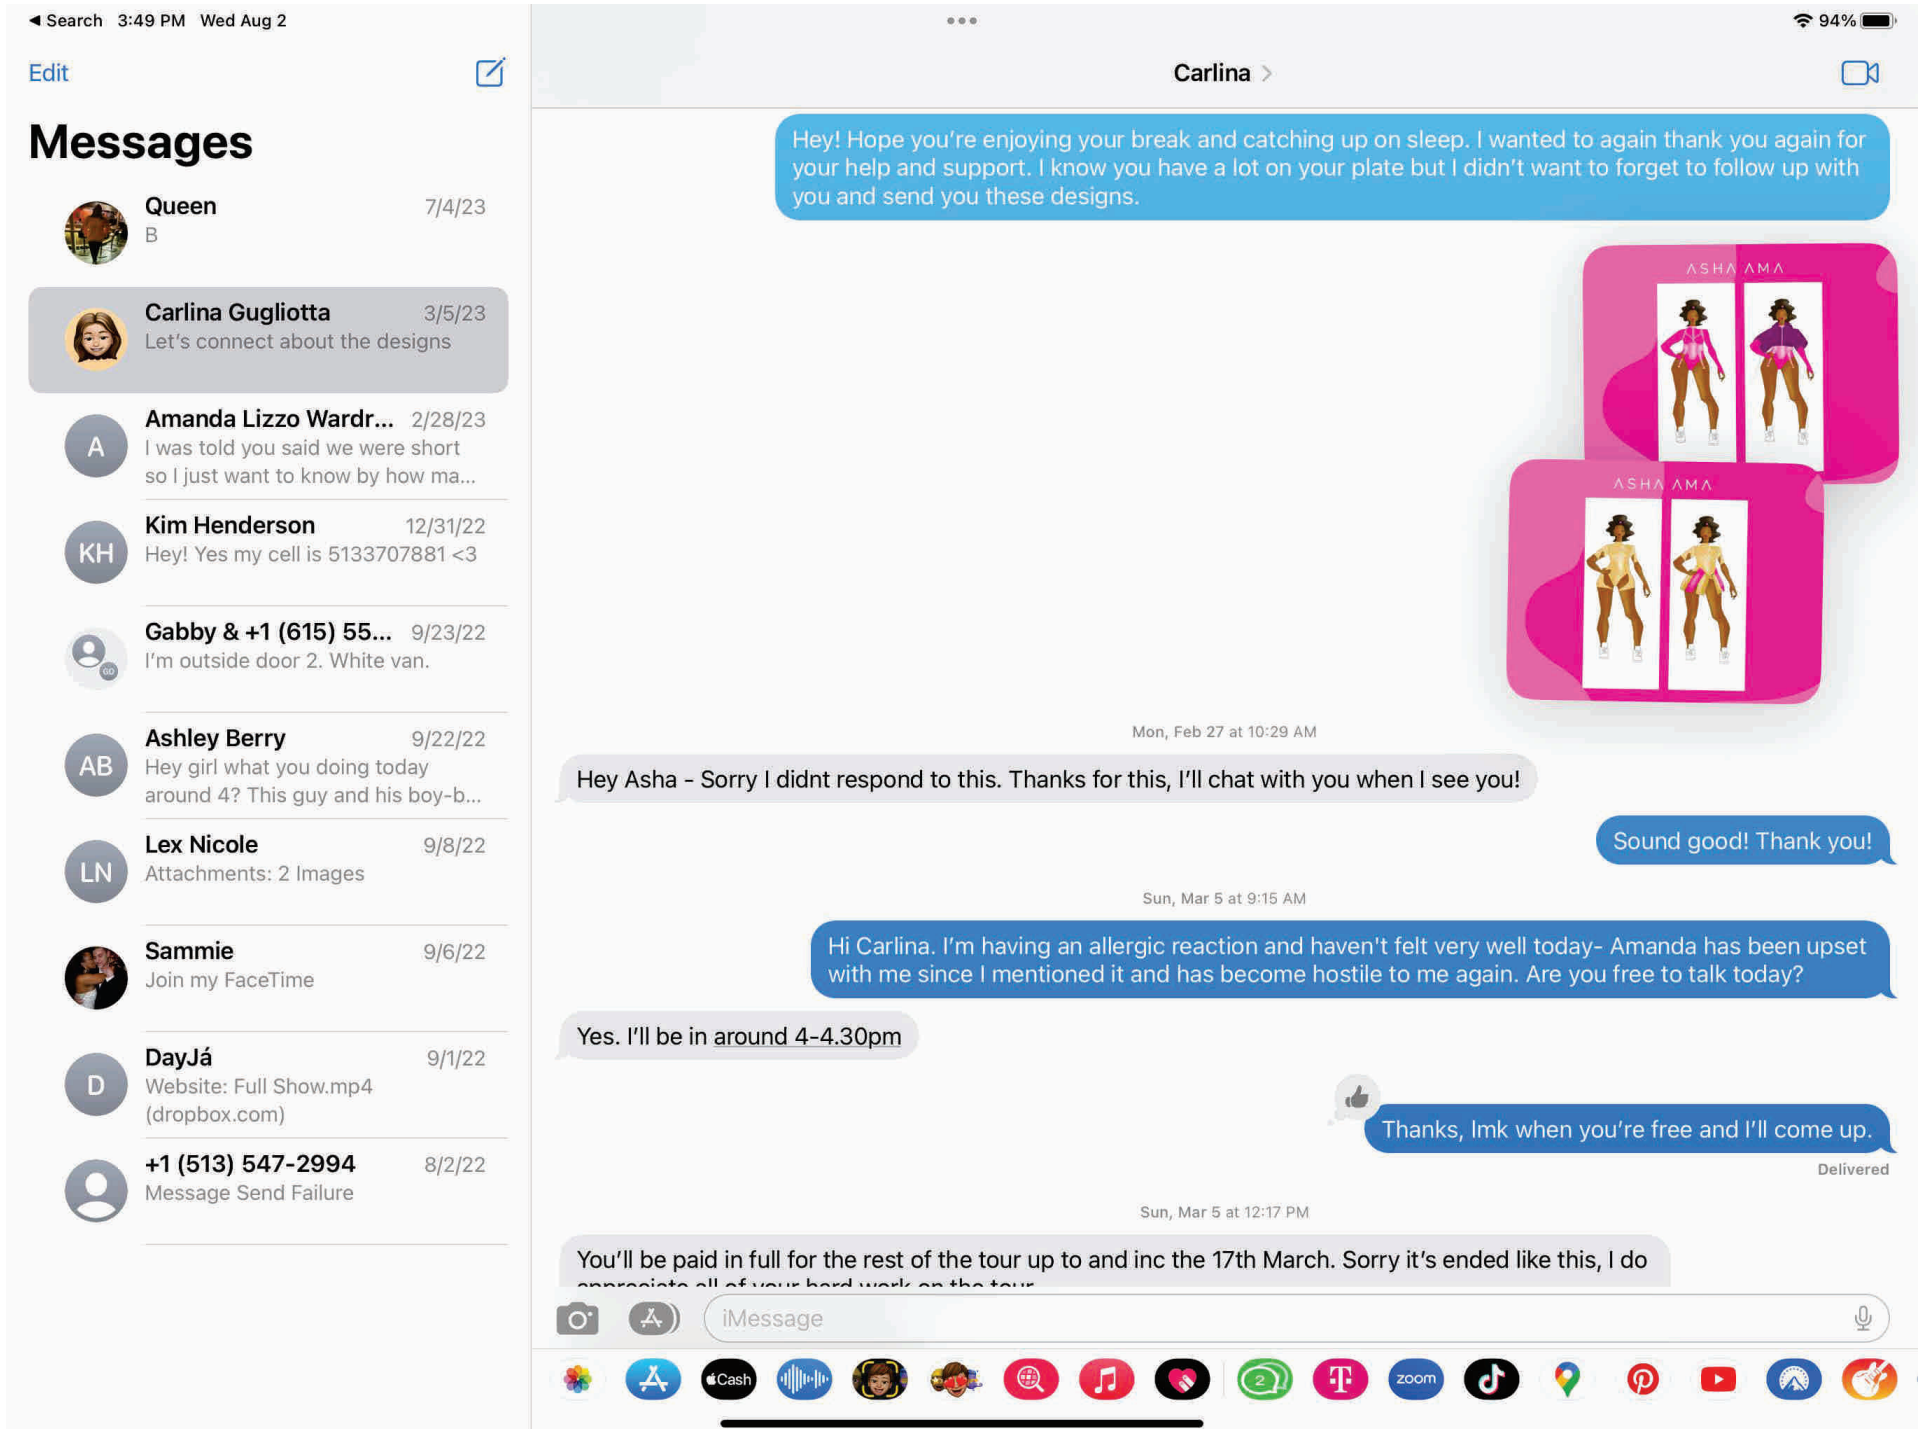 ◀ Search 3:49 PM Wed Aug 2
94%
Edit
Messages
Queen 7/4/23
B
Carlina Gugliotta 3/5/23
Let's connect about the designs
Amanda Lizzo Wardr... 2/28/23
I was told you said we were short
so I just want to know by how ma...
KH
Kim Henderson 12/31/22
Hey! Yes my cell is 5133707881 <3
A
Gabby & +1 (615) 55... 9/23/22
I'm outside door 2. White van.
GD
AB
Ashley Berry 9/22/22
Hey girl what you doing today
around 4? This guy and his boy-b...
LN
Lex Nicole 9/8/22
Attachments: 2 Images
Sammie 9/6/22
Join my FaceTime
D
DayJá 9/1/22
Website: Full Show.mp4
(dropbox.com)
+1 (513) 547-2994 8/2/22
Message Send Failure
Carlina
Hey! Hope you're enjoying your break and catching up on sleep. I wanted to again thank you again for
your help and support. I know you have a lot on your plate but I didn't want to forget to follow up with
you and send you these designs.
ASHA AMA
ASHA AMA
Mon, Feb 27 at 10:29 AM
Hey Asha - Sorry I didnt respond to this. Thanks for this, I'll chat with you when I see you!
Sound good! Thank you!
Sun, Mar 5 at 9:15 AM
Hi Carlina. I'm having an allergic reaction and haven't felt very well today- Amanda has been upset
with me since I mentioned it and has become hostile to me again. Are you free to talk today?
Yes. I'll be in around 4-4.30pm
Thanks, lmk when you're free and I'll come up.
Delivered
Sun, Mar 5 at 12:17 PM
You'll be paid in full for the rest of the tour up to and inc the 17th March. Sorry it's ended like this, I do
appreciate all of your hard work on the tour
iMessage
Cash
2
T
zoom